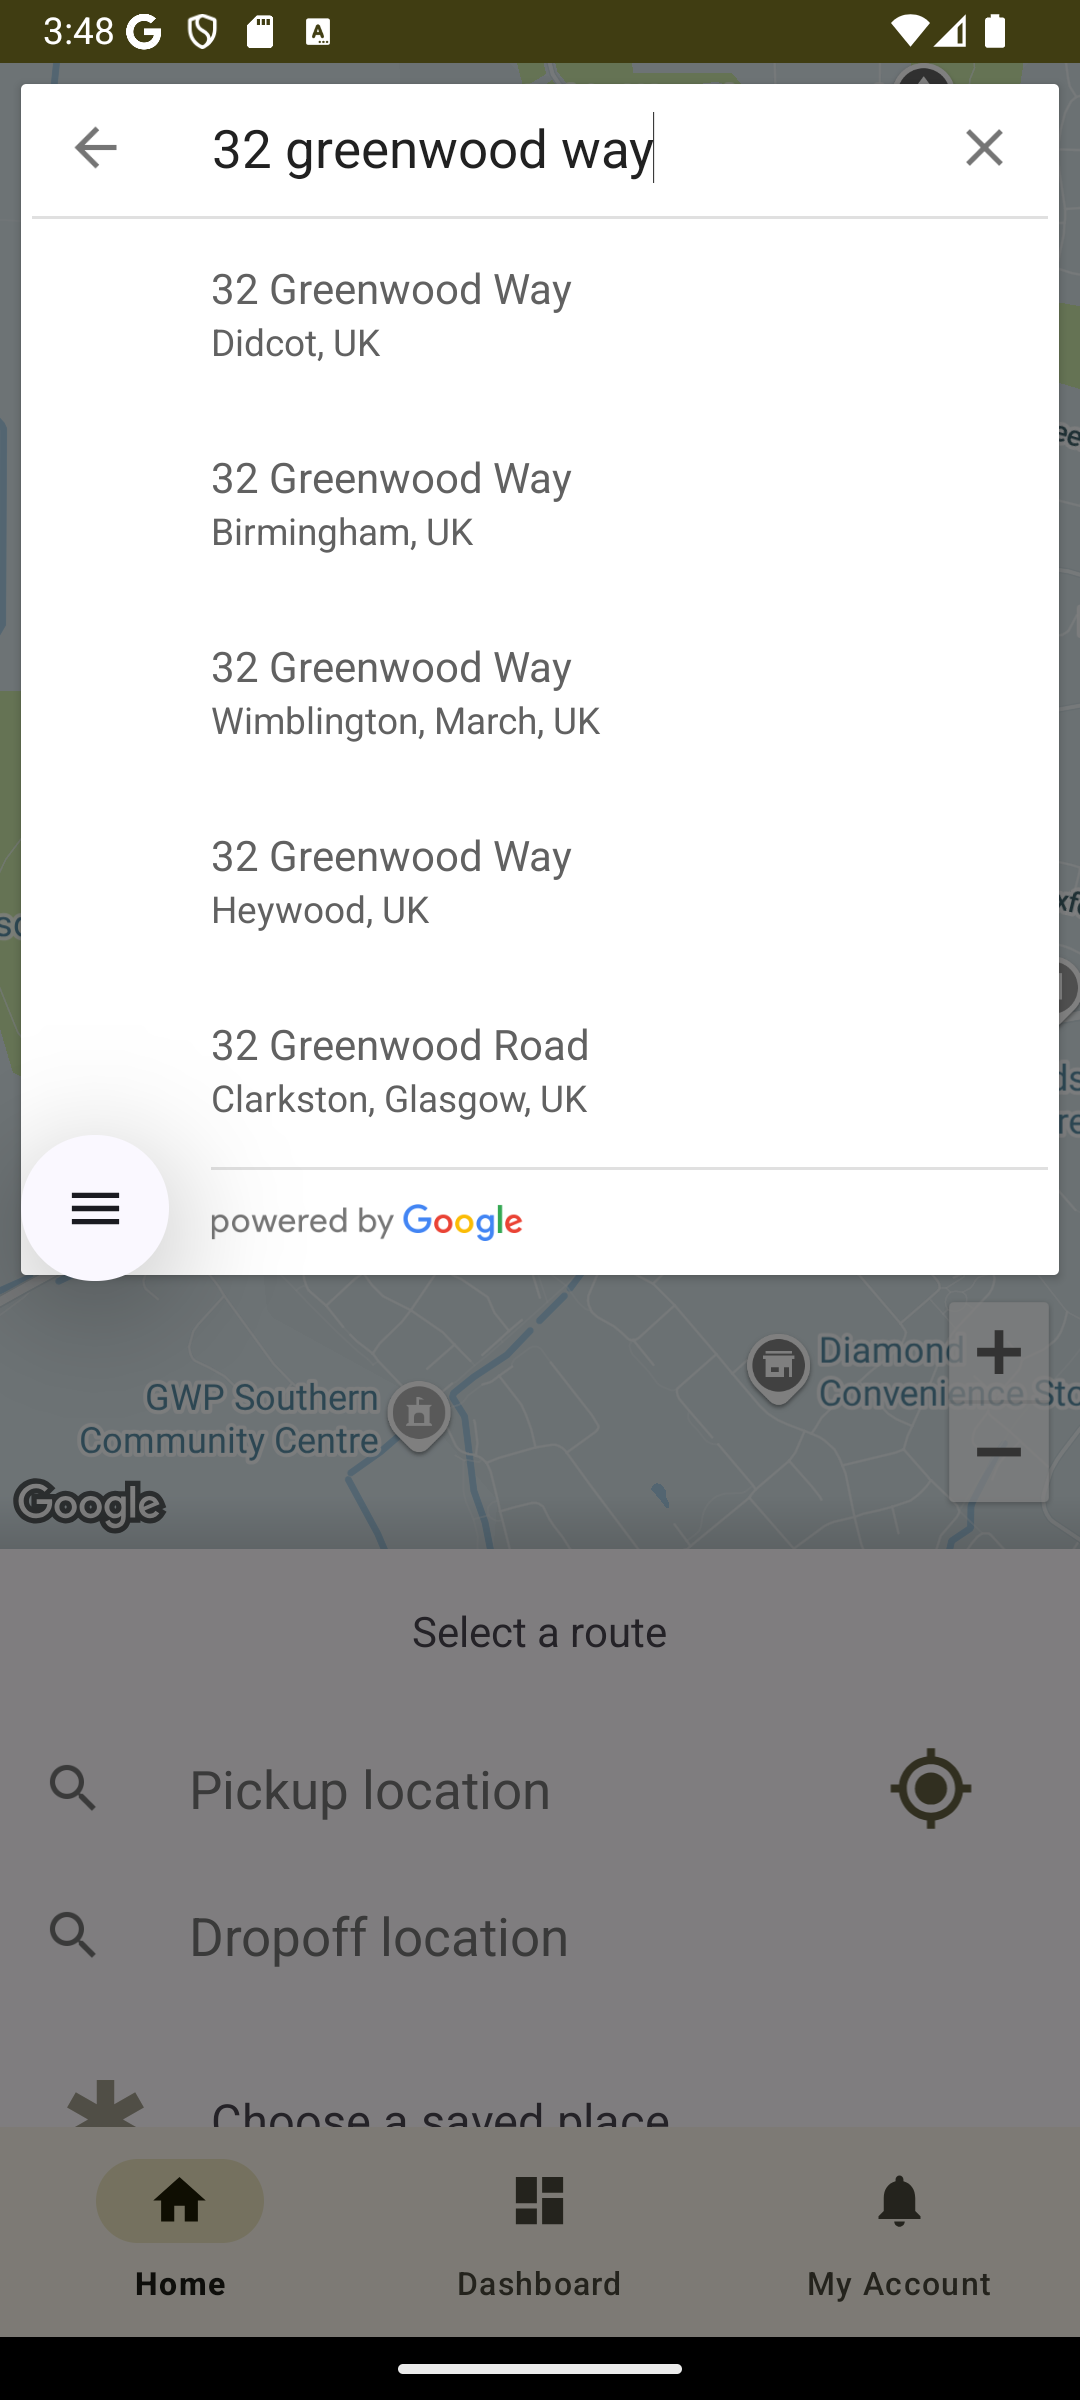 3:48
32 greenwood way
32 Greenwood Way
Didcot, UK
32 Greenwood Way
Birmingham, UK
32 Greenwood Way
Wimblington, March, UK
32 Greenwood Way
Heywood, UK
32 Greenwood Road
Clarkston, Glasgow, UK
powered by Google
Diamond
Convenience Sto
GWP Southern
Community Centre
Google
Select a route
Pickup location
Dropoff location
Choose a saved place
Home
Dashboard
My Account